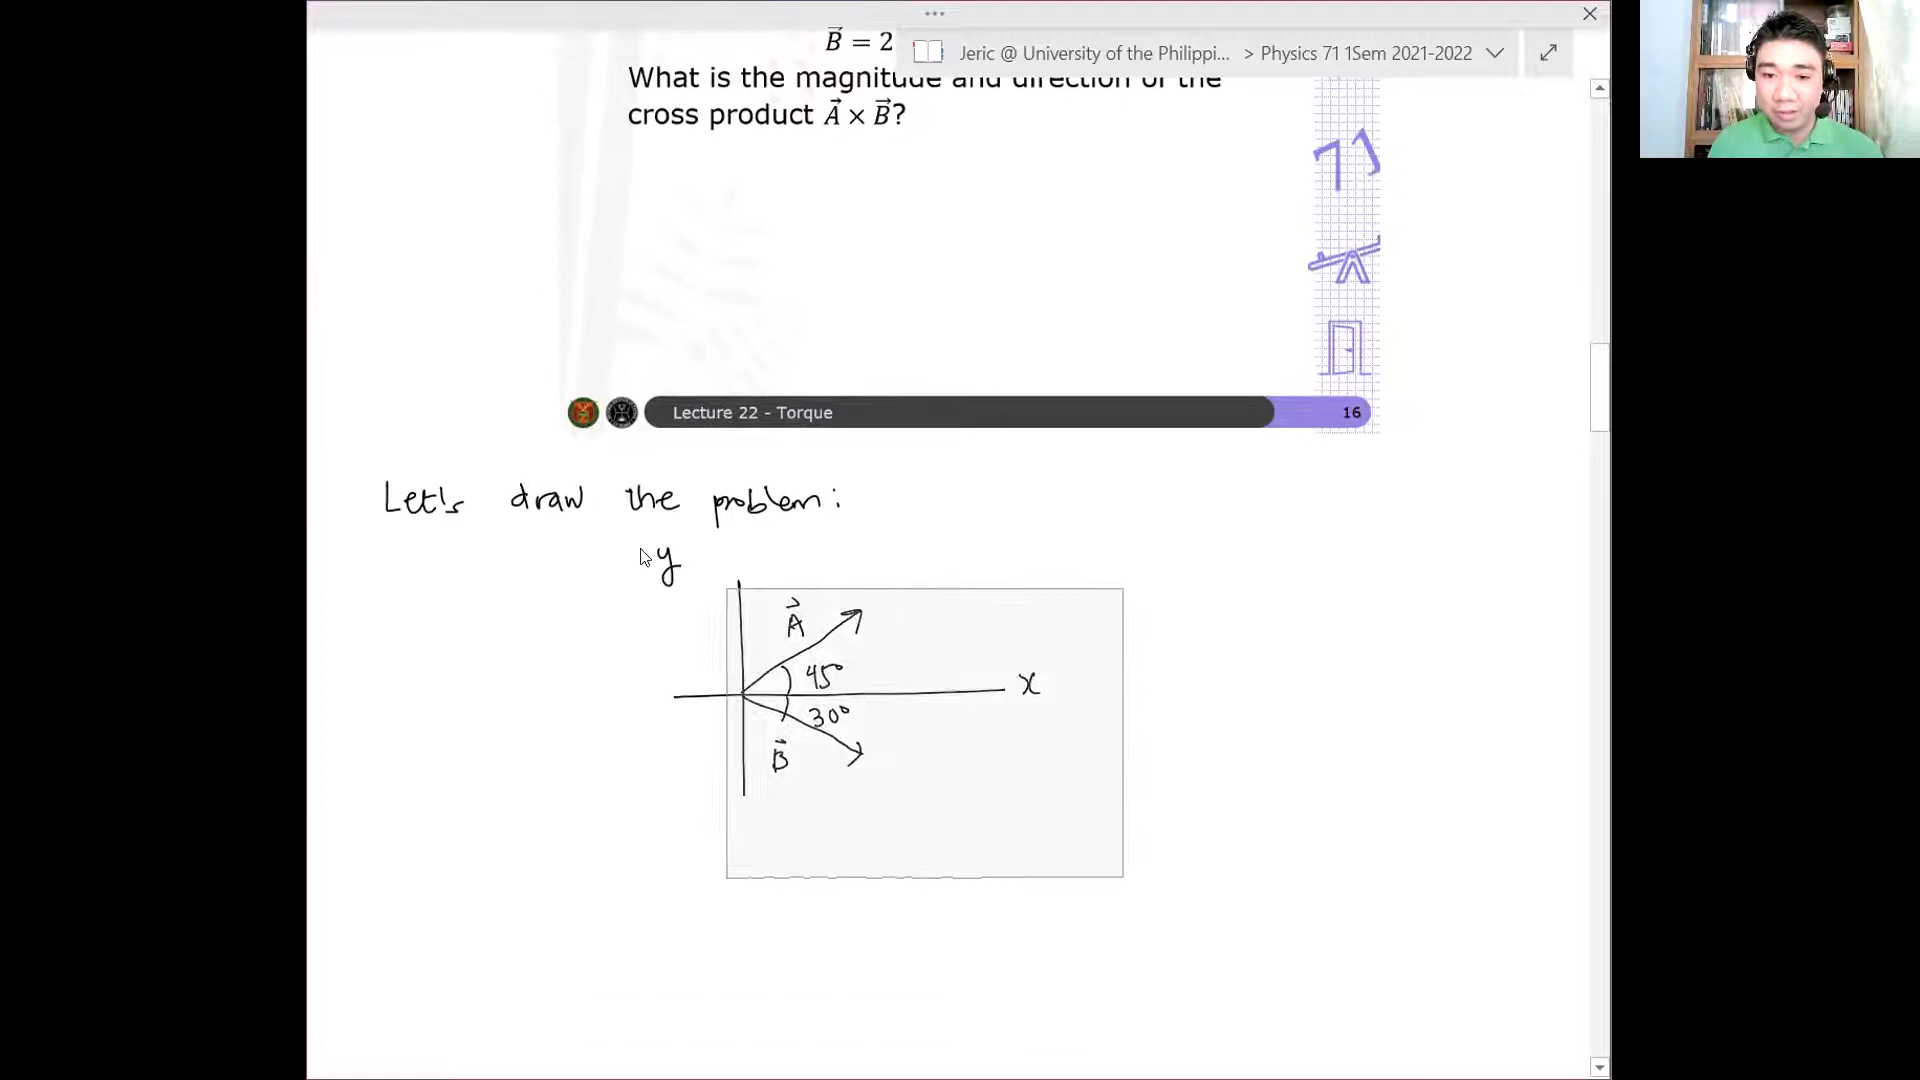 •••
B⃗ = 2
Jeric @ University of the Philippi... > Physics 71 1Sem 2021-2022
What is the magnitude and direction of the
cross product A⃗ × B⃗?
Lecture 22 - Torque
16
Let's draw the problem:
y
A⃗
45°
x
30°
B⃗